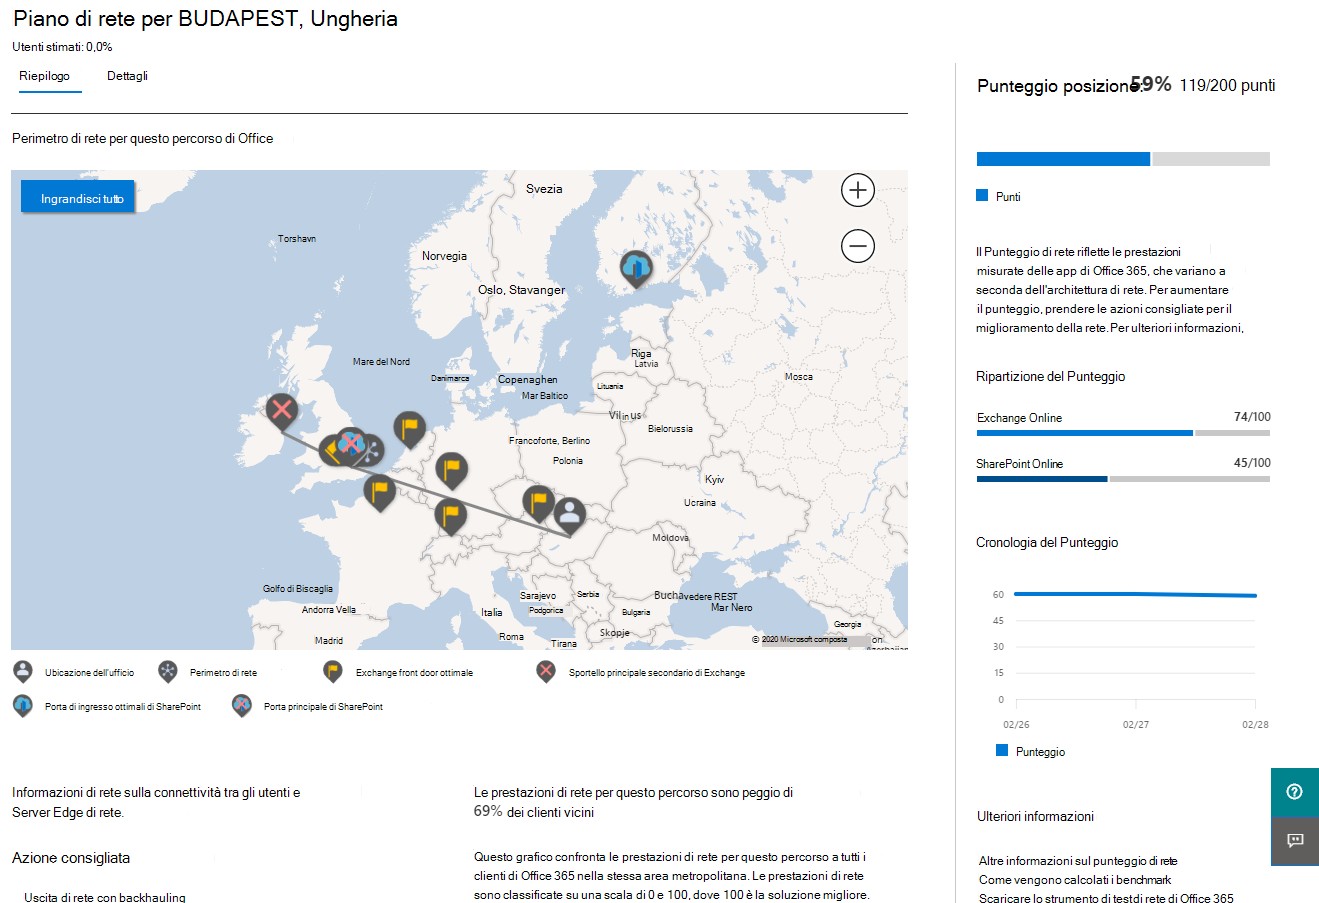 Piano di rete per BUDAPEST, Ungheria
Utenti stimati: 0,0%
Riepilogo
Dettagli
Perimetro di rete per questo percorso di Office
Ingrandisci tutto
Svezia
Torshavn
Norvegia
Oslo, Stavanger
Mare del Nord
Riga
Latvia
Danimarca
Copenaghen
Mar Baltico
Lituania
Mosca
Vilinius
Bielorussia
Francoforte, Berlino
Polonia
Kyiv
Ucraina
Moldova
Golfo di Biscaglia
Andorra Vella
Madrid
Italia
Roma
Sarajevo
Podgorica
Serbia
Tirana
Skopje
Bulgaria
Buchavedere REST
Mar Nero
Georgia
© 2020 Microsoft composta
on
Azerbaijan
Ubicazione dell'ufficio
Perimetro di rete
Exchange front door ottimale
Sportello principale secondario di Exchange
Porta di ingresso ottimali di SharePoint
Porta principale di SharePoint
Informazioni di rete sulla connettività tra gli utenti e
Server Edge di rete.
Azione consigliata
Uscita di rete con backhauling
Le prestazioni di rete per questo percorso sono peggio di
69% dei clienti vicini
Questo grafico confronta le prestazioni di rete per questo percorso a tutti i
clienti di Office 365 nella stessa area metropolitana. Le prestazioni di rete
sono classificate su una scala di 0 e 100, dove 100 è la soluzione migliore.
Punteggio posizione: 59% 119/200 punti
Punti
Il Punteggio di rete riflette le prestazioni
misurate delle app di Office 365, che variano a
seconda dell'architettura di rete. Per aumentare
il punteggio, prendere le azioni consigliate per il
miglioramento della rete. Per ulteriori informazioni,
Ripartizione del Punteggio
Exchange Online 74/100
SharePoint Online 45/100
Cronologia del Punteggio
60
45
30
15
0
02/26 02/27 02/28
Punteggio
Ulteriori informazioni
Altre informazioni sul punteggio di rete
Come vengono calcolati i benchmark
Scaricare lo strumento di testdi rete di Office 365